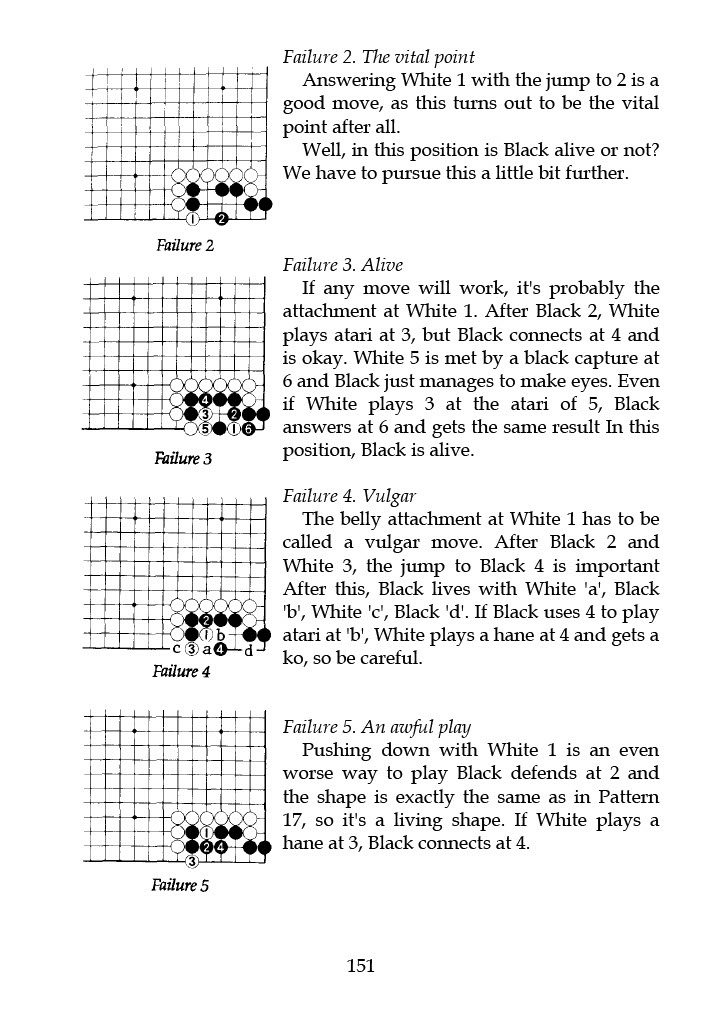 Failure 2. The vital point
Answering White 1 with the jump to 2 is a
good move, as this turns out to be the vital
point after all.
Well, in this position is Black alive or not?
We have to pursue this a little bit further.
1 2
Failure 2
Failure 3. Alive
If any move will work, it's probably the
attachment at White 1. After Black 2, White
plays atari at 3, but Black connects at 4 and
is okay. White 5 is met by a black capture at
6 and Black just manages to make eyes. Even
if White plays 3 at the atari of 5, Black
answers at 6 and gets the same result In this
position, Black is alive.
4
3 2
5 1 6
Failure 3
Failure 4. Vulgar
The belly attachment at White 1 has to be
called a vulgar move. After Black 2 and
White 3, the jump to Black 4 is important
After this, Black lives with White 'a', Black
'b', White 'c', Black 'd'. If Black uses 4 to play
atari at 'b', White plays a hane at 4 and gets a
ko, so be careful.
2
1 b
c 3 a 4 d
Failure 4
Failure 5. An awful play
Pushing down with White 1 is an even
worse way to play Black defends at 2 and
the shape is exactly the same as in Pattern
17, so it's a living shape. If White plays a
hane at 3, Black connects at 4.
1
2 4
3
Failure 5
151